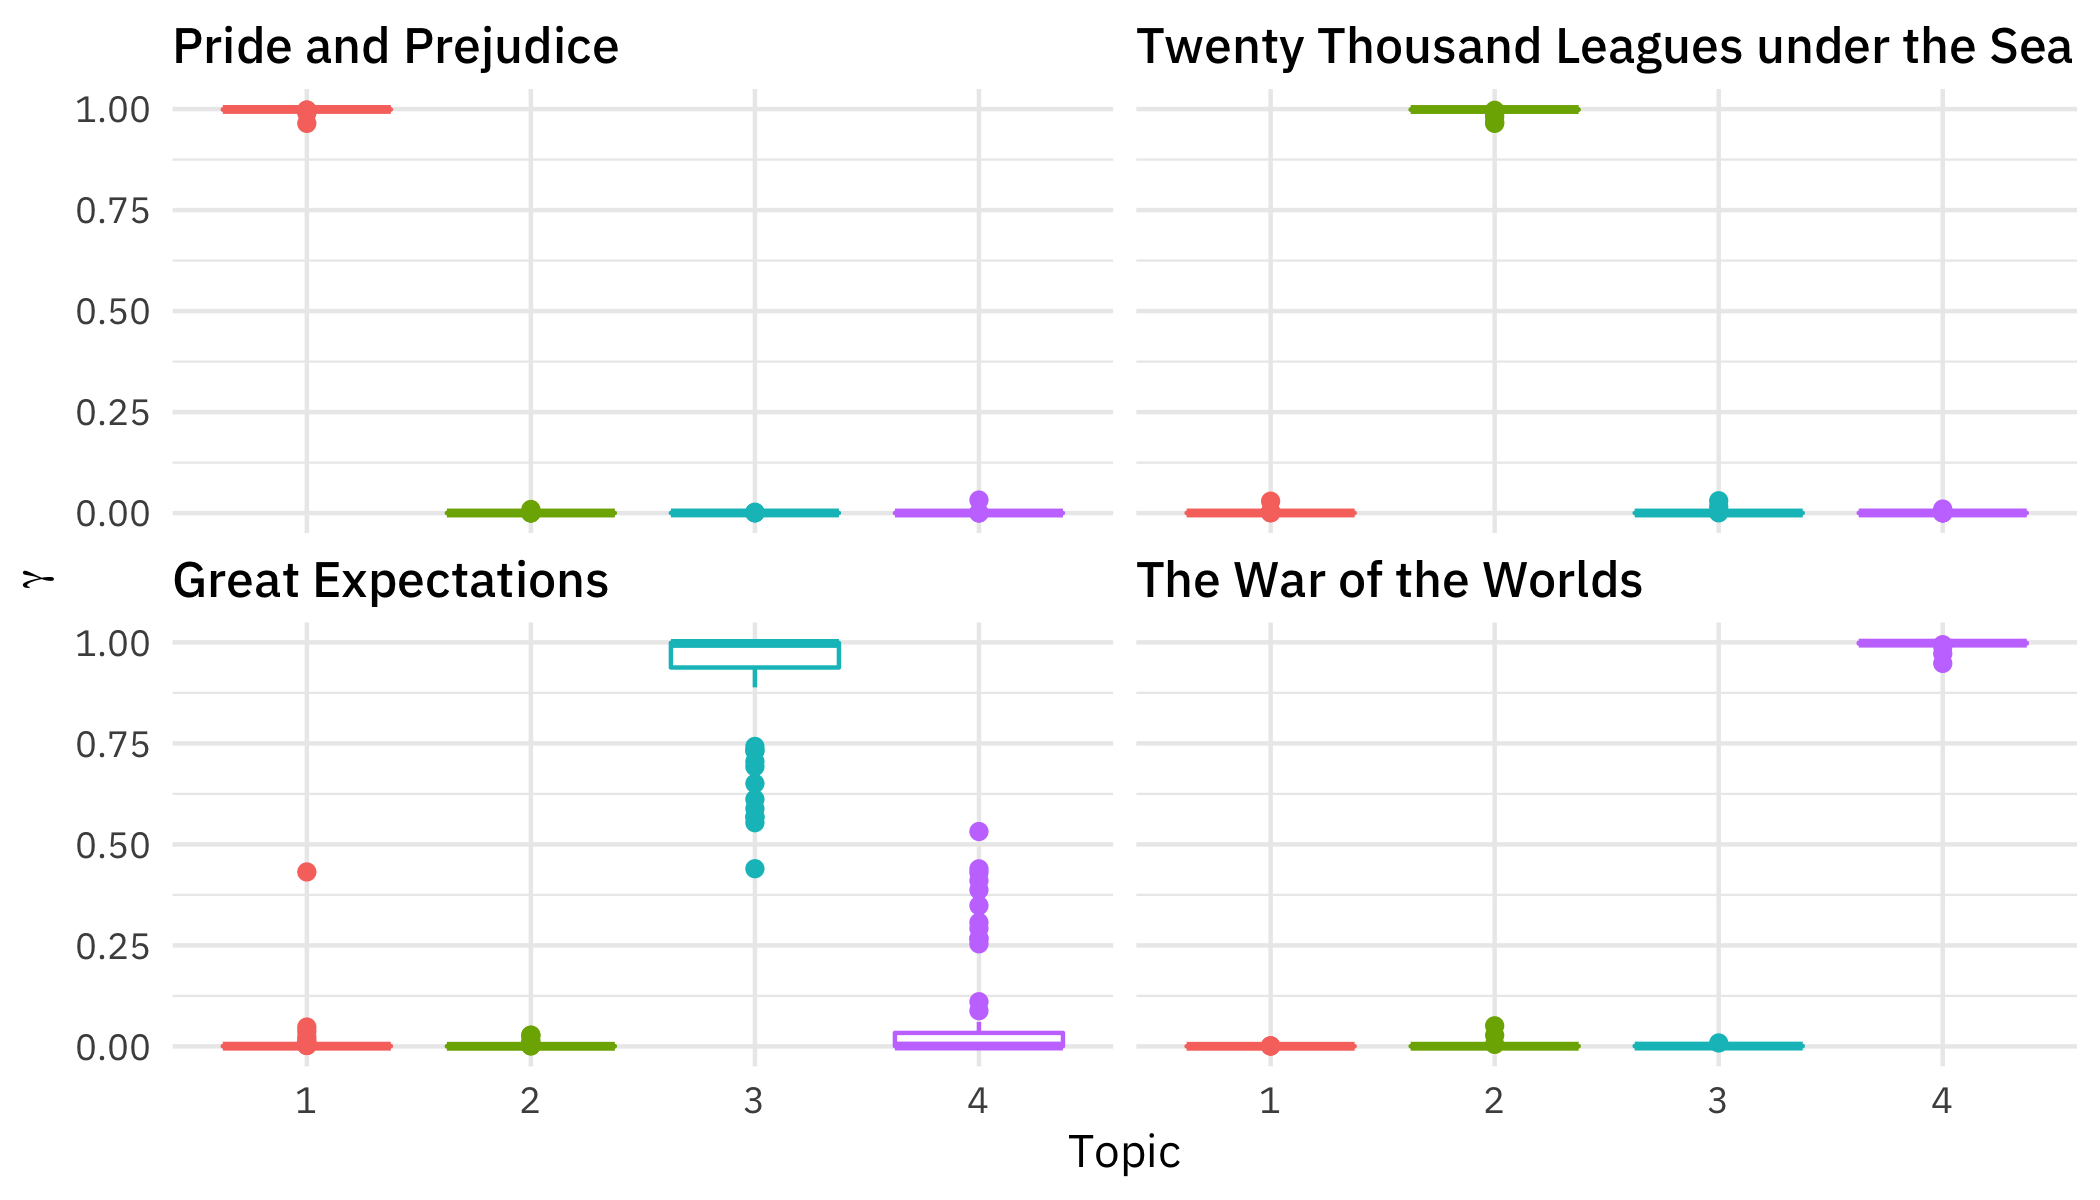 Pride and Prejudice
Twenty Thousand Leagues under the Sea
1.00
0.75
0.50
0.25
0.00
γ
Great Expectations
The War of the Worlds
1.00
0.75
0.50
0.25
0.00
1 2 3 4
1 2 3 4
Topic